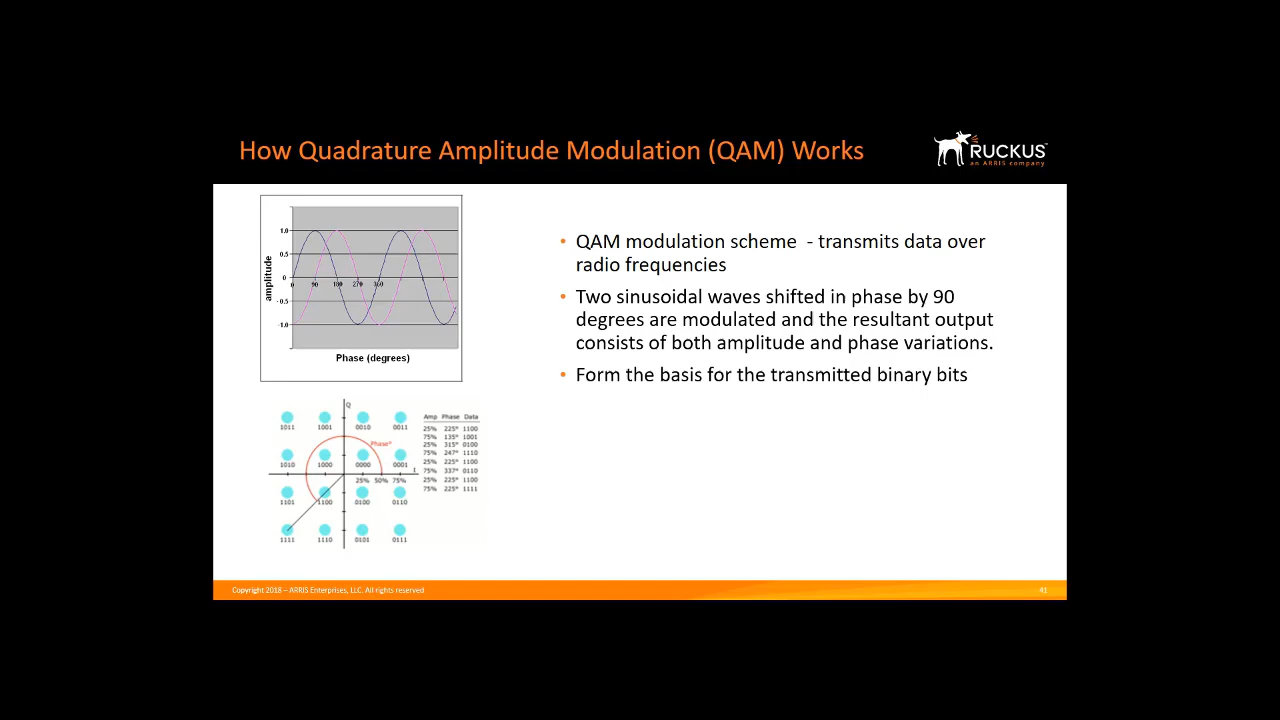 How Quadrature Amplitude Modulation (QAM) Works
RUCKUS
an ARRIS company
1.0
0.5
0
-0.5
-1.0
amplitude
0 90 180 270 360
Phase (degrees)
• QAM modulation scheme - transmits data over
radio frequencies
• Two sinusoidal waves shifted in phase by 90
degrees are modulated and the resultant output
consists of both amplitude and phase variations.
• Form the basis for the transmitted binary bits
Q
1011 1001 0010 0011
Phase°
1010 1000 0000 0001
I
25% 50% 75%
1101 1100 0100 0110
1111 1110 0101 0111
Amp Phase Data
25% 225° 1100
75% 135° 1001
25% 315° 0100
75% 247° 1110
25% 225° 1100
75% 337° 0110
25% 225° 1100
75% 225° 1111
Copyright 2018 – ARRIS Enterprises, LLC. All rights reserved
41